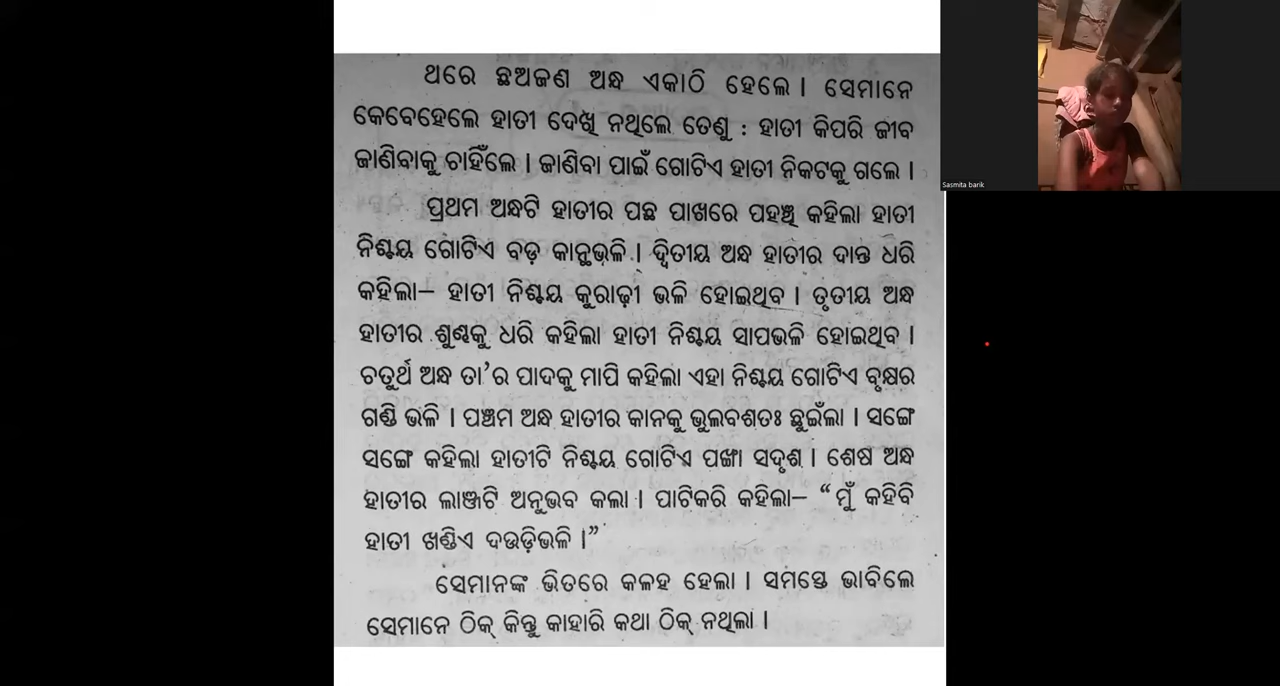 ଥରେ ଛଅଜଣ ଅନ୍ଧ ଏକାଠି ହେଲେ । ସେମାନେ
କେବେହେଲେ ହାତୀ ଦେଖି ନଥିଲେ ତେଣୁ : ହାତୀ କିପରି ଜୀବ
ଜାଣିବାକୁ ଚାହିଁଲେ । ଜାଣିବା ପାଇଁ ଗୋଟିଏ ହାତୀ ନିକଟକୁ ଗଲେ ।
ପ୍ରଥମ ଅନ୍ଧଟି ହାତୀର ପଛ ପାଖରେ ପହଞ୍ଚି କହିଲା ହାତୀ
ନିଶ୍ଚୟ ଗୋଟିଏ ବଡ଼ କାନ୍ଥଭଳି । ଦ୍ୱିତୀୟ ଅନ୍ଧ ହାତୀର ଦାନ୍ତ ଧରି
କହିଲା– ହାତୀ ନିଶ୍ଚୟ କୁରାଢ଼ୀ ଭଳି ହୋଇଥିବ । ତୃତୀୟ ଅନ୍ଧ
ହାତୀର ଶୁଣ୍ଢକୁ ଧରି କହିଲା ହାତୀ ନିଶ୍ଚୟ ସାପଭଳି ହୋଇଥିବ ।
ଚତୁର୍ଥ ଅନ୍ଧ ତା’ର ପାଦକୁ ମାପି କହିଲା ଏହା ନିଶ୍ଚୟ ଗୋଟିଏ ବୃକ୍ଷର
ଗଣ୍ଡି ଭଳି । ପଞ୍ଚମ ଅନ୍ଧ ହାତୀର କାନକୁ ଭୁଲବଶତଃ ଛୁଇଁଲା । ସଙ୍ଗେ
ସଙ୍ଗେ କହିଲା ହାତୀଟି ନିଶ୍ଚୟ ଗୋଟିଏ ପଙ୍ଖା ସଦୃଶ । ଶେଷ ଅନ୍ଧ
ହାତୀର ଲାଞ୍ଜଟି ଅନୁଭବ କଲା । ପାଟିକରି କହିଲା– “ମୁଁ କହିବି
ହାତୀ ଖଣ୍ଡିଏ ଦଉଡ଼ିଭଳି ।”
ସେମାନଙ୍କ ଭିତରେ କଳହ ହେଲା । ସମସ୍ତେ ଭାବିଲେ
ସେମାନେ ଠିକ୍ କିନ୍ତୁ କାହାରି କଥା ଠିକ୍ ନଥିଲା ।
Sasmita barik